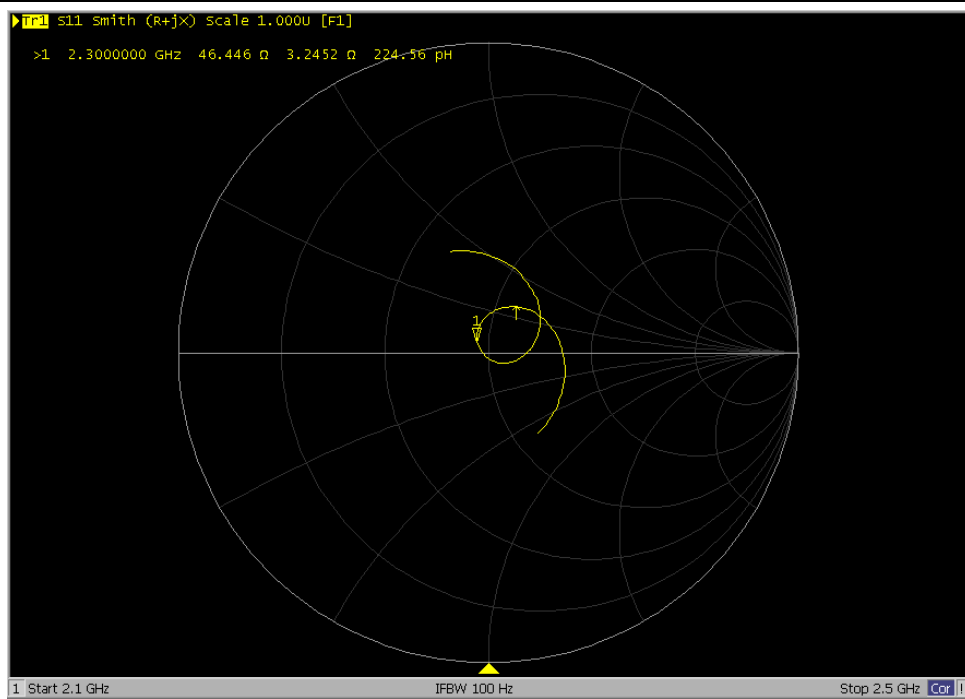 Tr1 S11 Smith (R+jX) Scale 1.000U [F1]
>1 2.3000000 GHz 46.446 Ω 3.2452 Ω 224.56 pH
1
1 Start 2.1 GHz IFBW 100 Hz Stop 2.5 GHz Cor